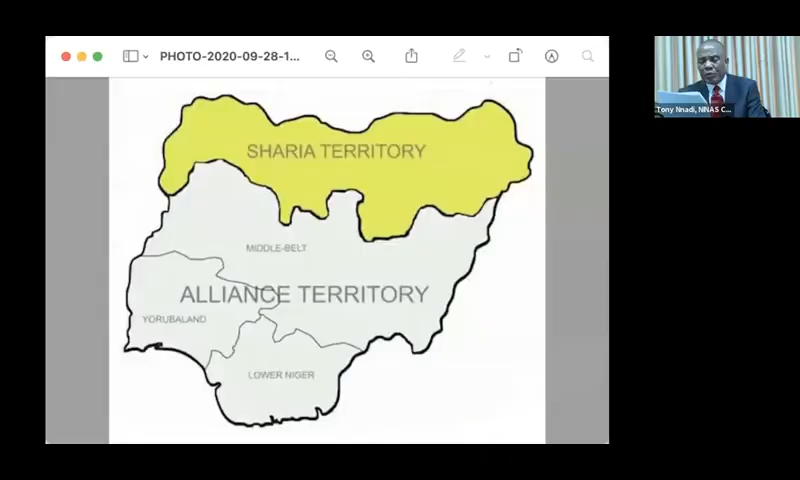 PHOTO-2020-09-28-1...
SHARIA TERRITORY
MIDDLE-BELT
ALLIANCE TERRITORY
YORUBALAND
LOWER NIGER
Tony Nnadi, NNAS C...